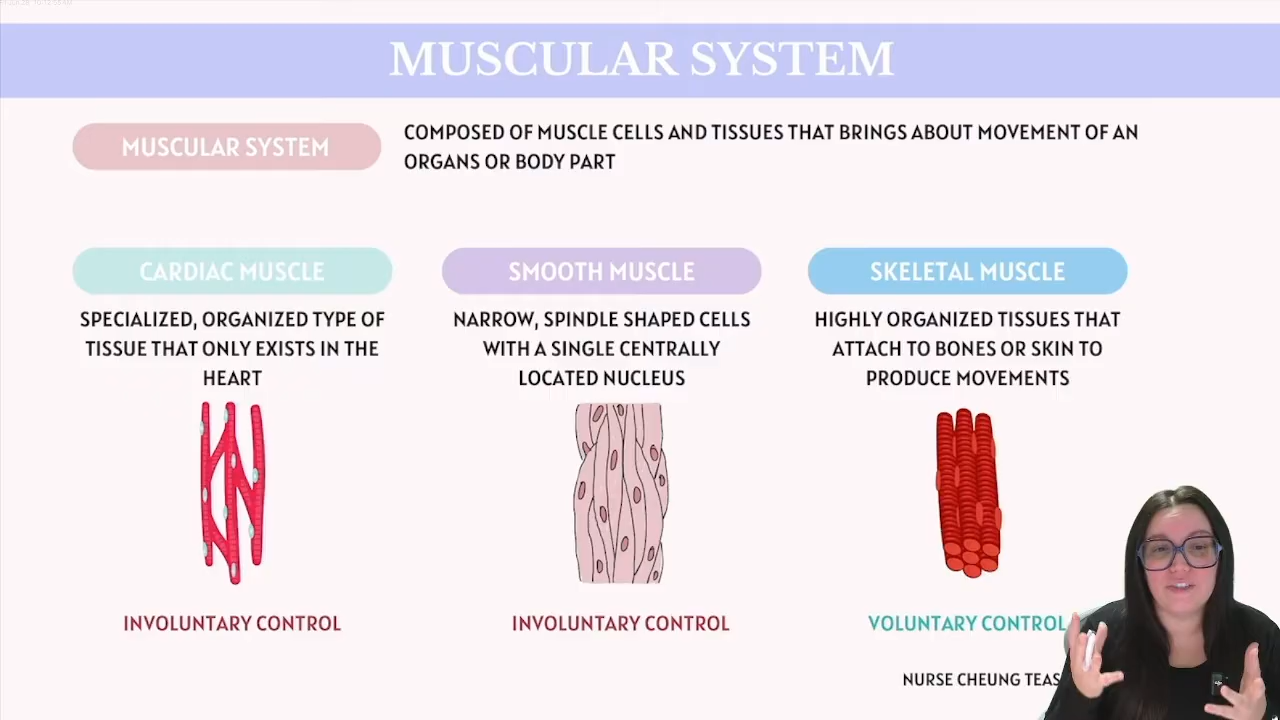 MUSCULAR SYSTEM
MUSCULAR SYSTEM
COMPOSED OF MUSCLE CELLS AND TISSUES THAT BRINGS ABOUT MOVEMENT OF AN
ORGANS OR BODY PART
CARDIAC MUSCLE
SPECIALIZED, ORGANIZED TYPE OF
TISSUE THAT ONLY EXISTS IN THE
HEART
INVOLUNTARY CONTROL
SMOOTH MUSCLE
NARROW, SPINDLE SHAPED CELLS
WITH A SINGLE CENTRALLY
LOCATED NUCLEUS
INVOLUNTARY CONTROL
SKELETAL MUSCLE
HIGHLY ORGANIZED TISSUES THAT
ATTACH TO BONES OR SKIN TO
PRODUCE MOVEMENTS
VOLUNTARY CONTROL
NURSE CHEUNG TEAS